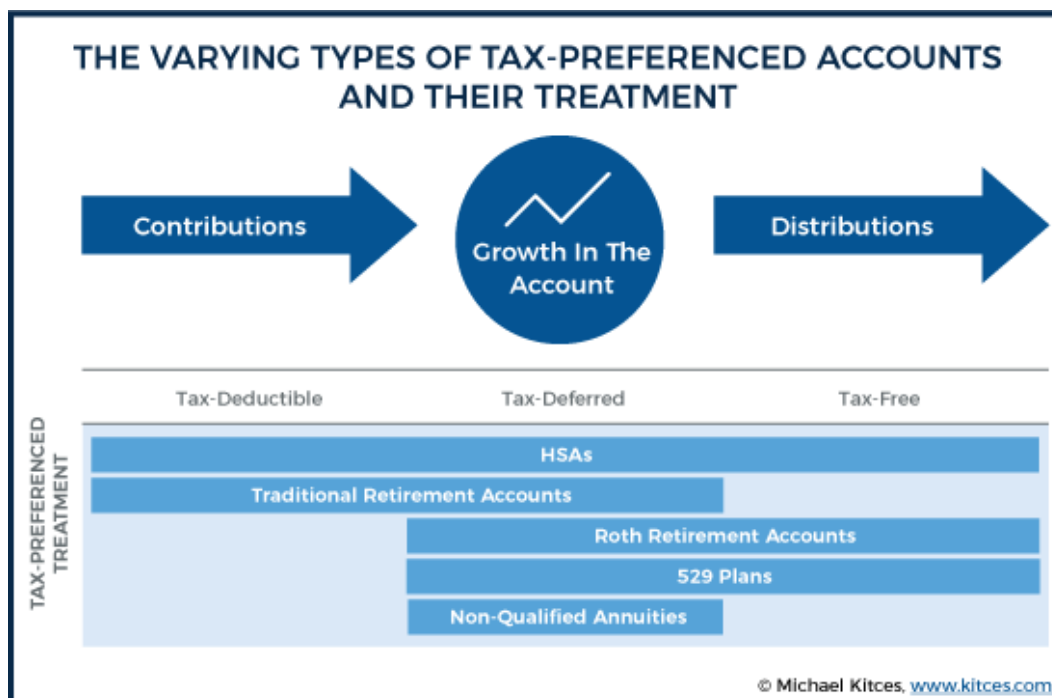 THE VARYING TYPES OF TAX-PREFERENCED ACCOUNTS
AND THEIR TREATMENT
Contributions
Growth In The
Account
Distributions
Tax-Deductible
Tax-Deferred
Tax-Free
TAX-PREFERENCED
TREATMENT
HSAs
Traditional Retirement Accounts
Roth Retirement Accounts
529 Plans
Non-Qualified Annuities
© Michael Kitces, www.kitces.com